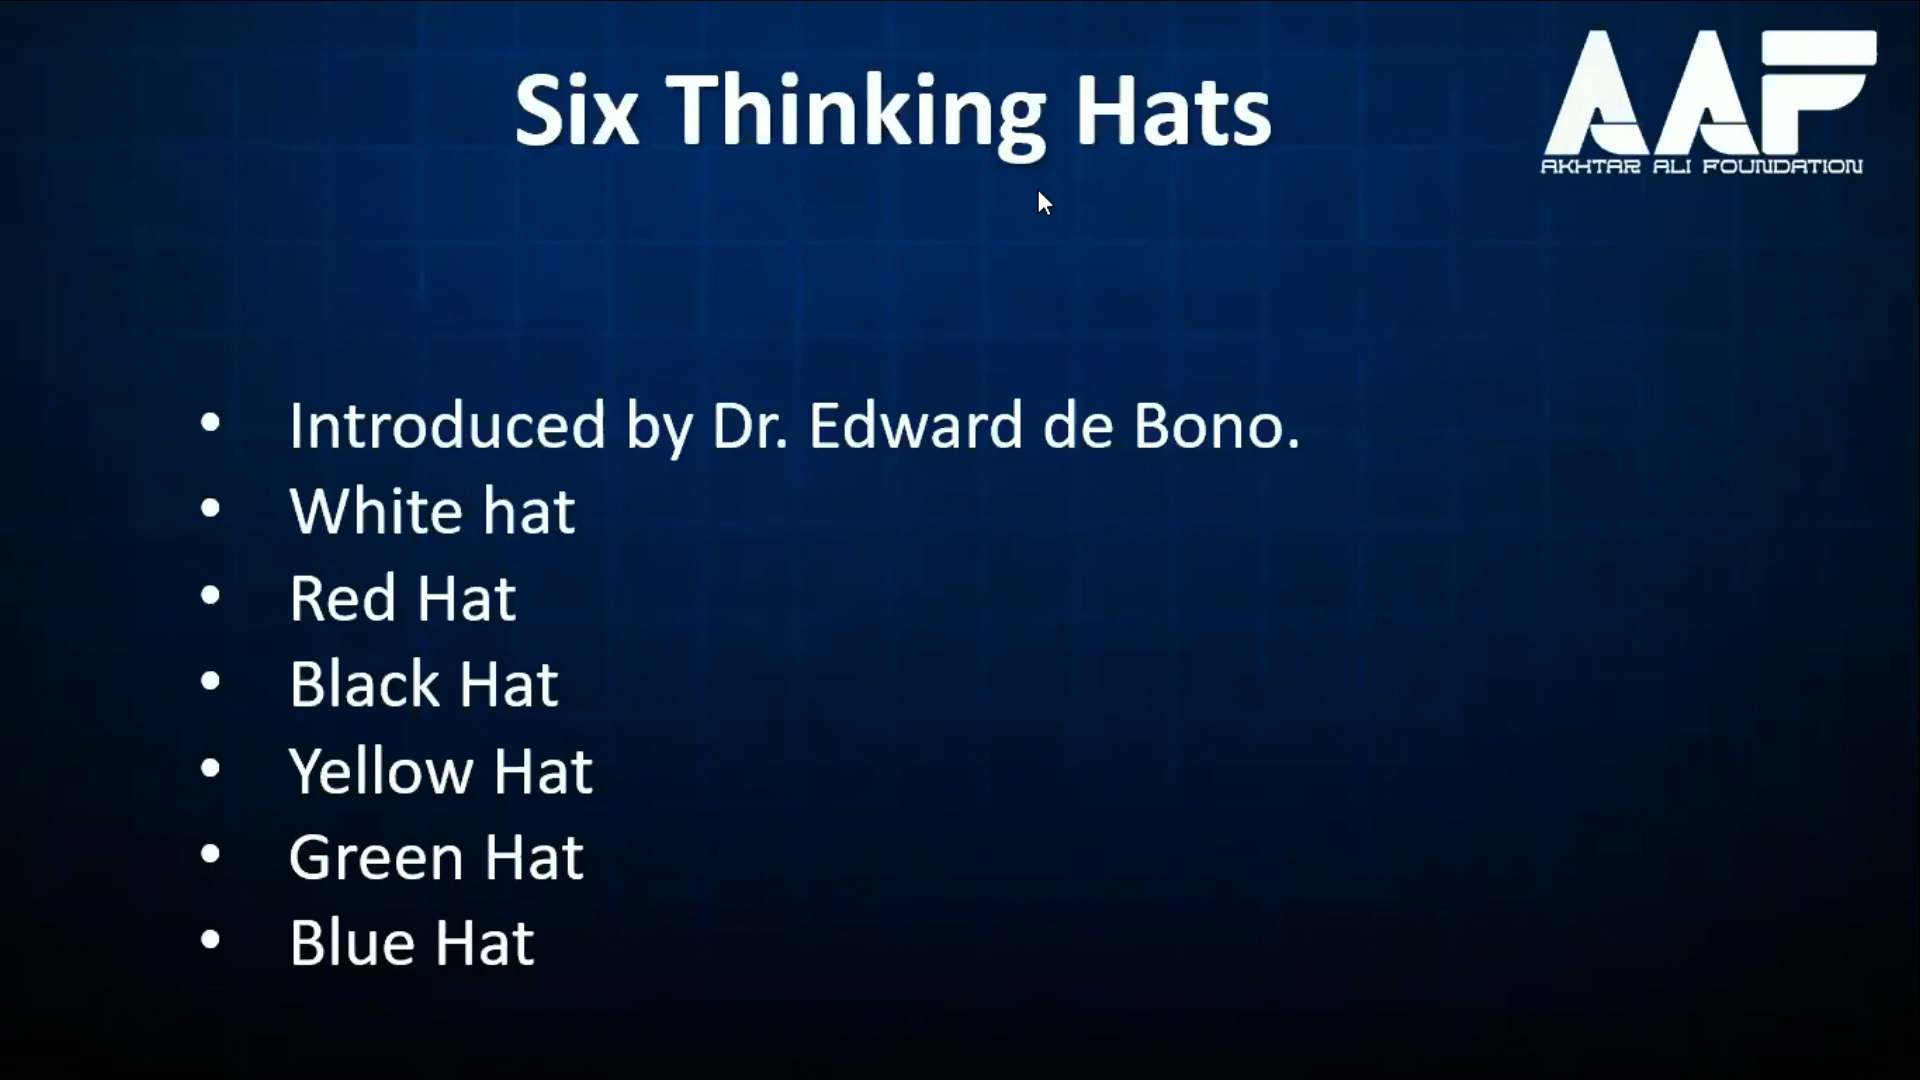 Six Thinking Hats
AAF
AKHTAR ALI FOUNDATION
• Introduced by Dr. Edward de Bono.
• White hat
• Red Hat
• Black Hat
• Yellow Hat
• Green Hat
• Blue Hat